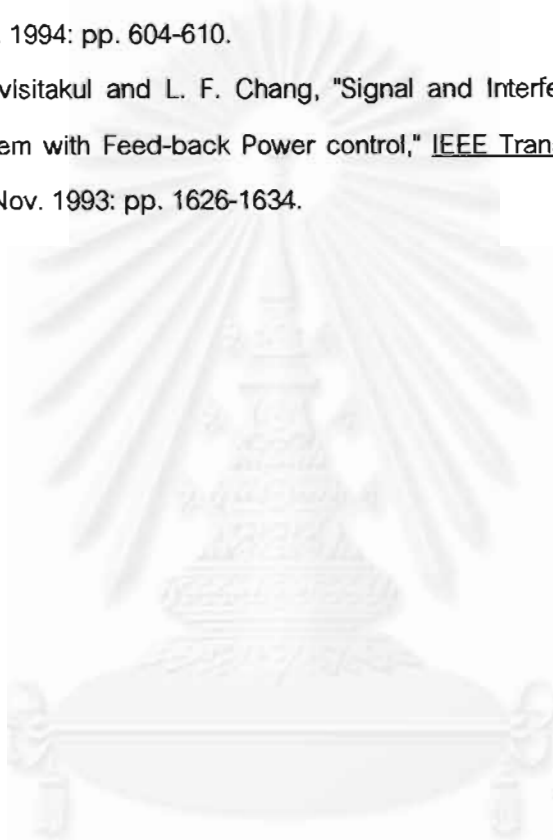 . 1994: pp. 604-610.
visitakul and L. F. Chang, "Signal and Interfe
em with Feed-back Power control," IEEE Tran
Nov. 1993: pp. 1626-1634.